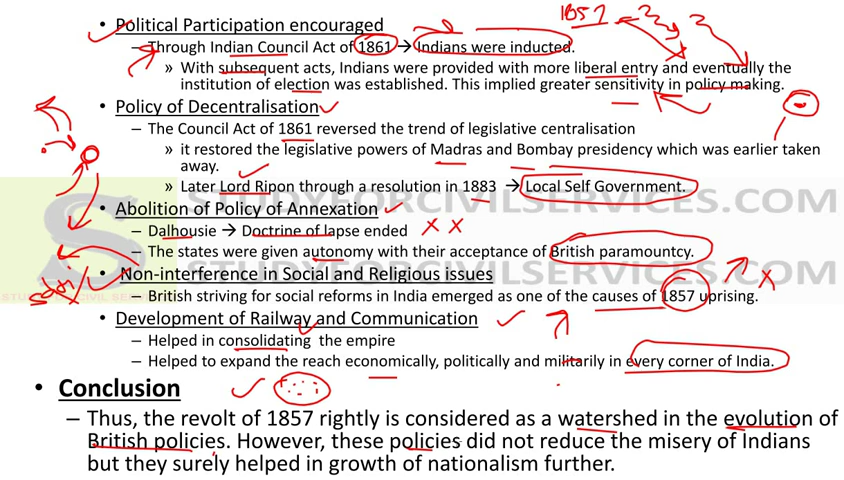 1857
• Political Participation encouraged
– Through Indian Council Act of 1861 → Indians were inducted.
» With subsequent acts, Indians were provided with more liberal entry and eventually the
institution of election was established. This implied greater sensitivity in policy making.
• Policy of Decentralisation
– The Council Act of 1861 reversed the trend of legislative centralisation
» it restored the legislative powers of Madras and Bombay presidency which was earlier taken
away.
» Later Lord Ripon through a resolution in 1883 → Local Self Government.
STUDYFORCIVILSERVICES.COM
• Abolition of Policy of Annexation
– Dalhousie → Doctrine of lapse ended
– The states were given autonomy with their acceptance of British paramountcy.
STUDYFORCIVILSERVICES.COM
• Non-interference in Social and Religious issues
– British striving for social reforms in India emerged as one of the causes of 1857 uprising.
• Development of Railway and Communication
– Helped in consolidating the empire
– Helped to expand the reach economically, politically and militarily in every corner of India.
• Conclusion
– Thus, the revolt of 1857 rightly is considered as a watershed in the evolution of
British policies. However, these policies did not reduce the misery of Indians
but they surely helped in growth of nationalism further.